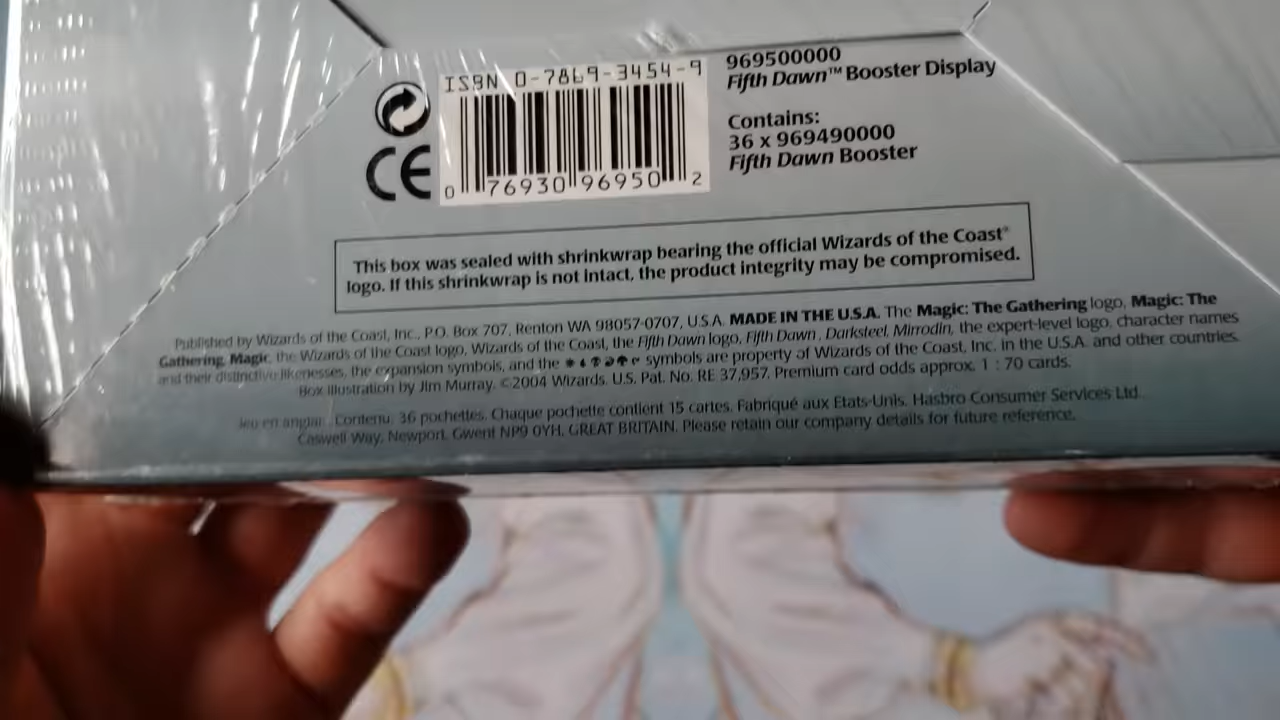 ISBN 0-7869-3454-9
0 76930 96950 2
CE
969500000
Fifth Dawn™ Booster Display
Contains:
36 x 969490000
Fifth Dawn Booster
This box was sealed with shrinkwrap bearing the official Wizards of the Coast®
logo. If this shrinkwrap is not intact, the product integrity may be compromised.
Published by Wizards of the Coast, Inc., P.O. Box 707, Renton WA 98057-0707, U.S.A. MADE IN THE U.S.A. The Magic: The Gathering logo, Magic: The
Gathering, Magic, the Wizards of the Coast logo, Wizards of the Coast, the Fifth Dawn logo, Fifth Dawn, Darksteel, Mirrodin, the expert-level logo, character names
and their distinctive likenesses, the expansion symbols, and the symbols are property of Wizards of the Coast, Inc. in the U.S.A. and other countries.
Box illustration by Jim Murray. ©2004 Wizards. U.S. Pat. No. RE 37,957. Premium card odds approx. 1 : 70 cards.
Jeu en anglais. Contenu: 36 pochettes. Chaque pochette contient 15 cartes. Fabriqué aux Etats-Unis. Hasbro Consumer Services Ltd.
Caswell Way, Newport, Gwent NP9 0YH, GREAT BRITAIN. Please retain our company details for future reference.